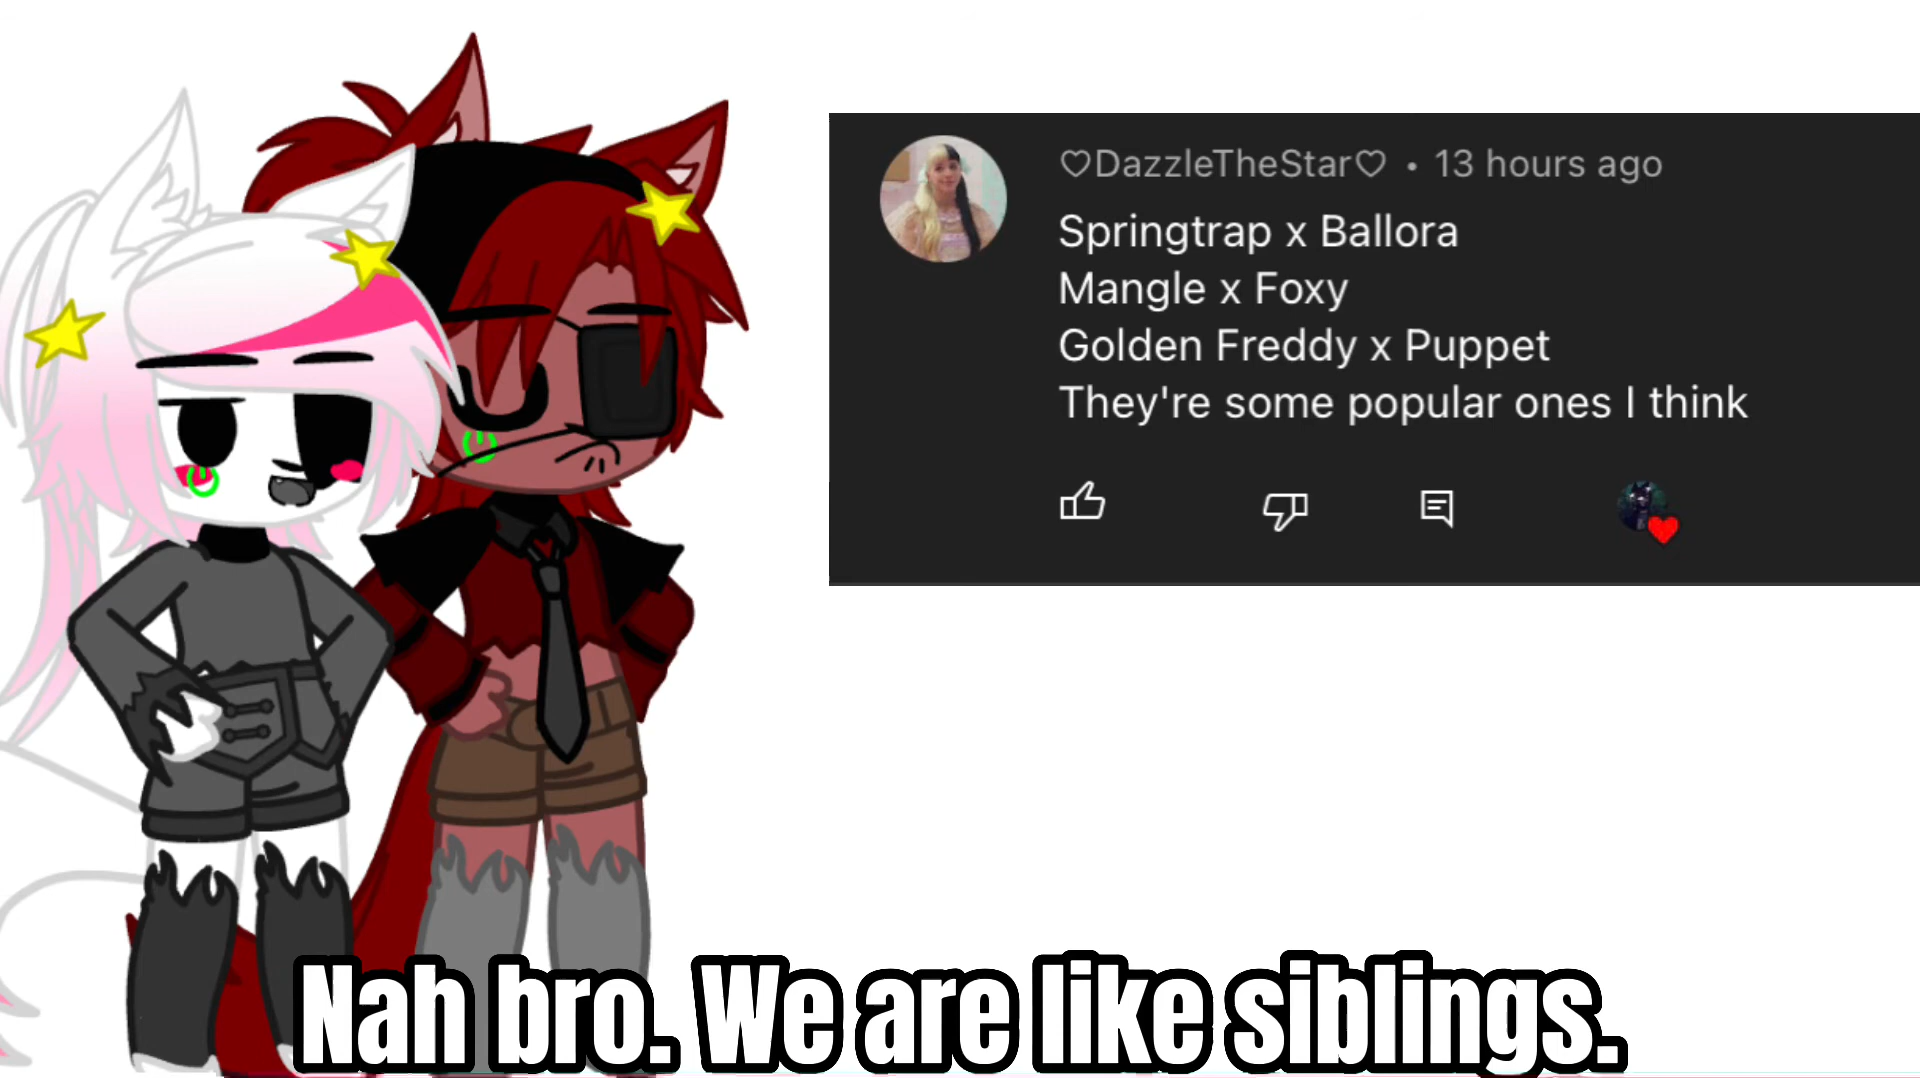 ♡DazzleTheStar♡ • 13 hours ago
Springtrap x Ballora
Mangle x Foxy
Golden Freddy x Puppet
They're some popular ones I think
Nah bro. We are like siblings.